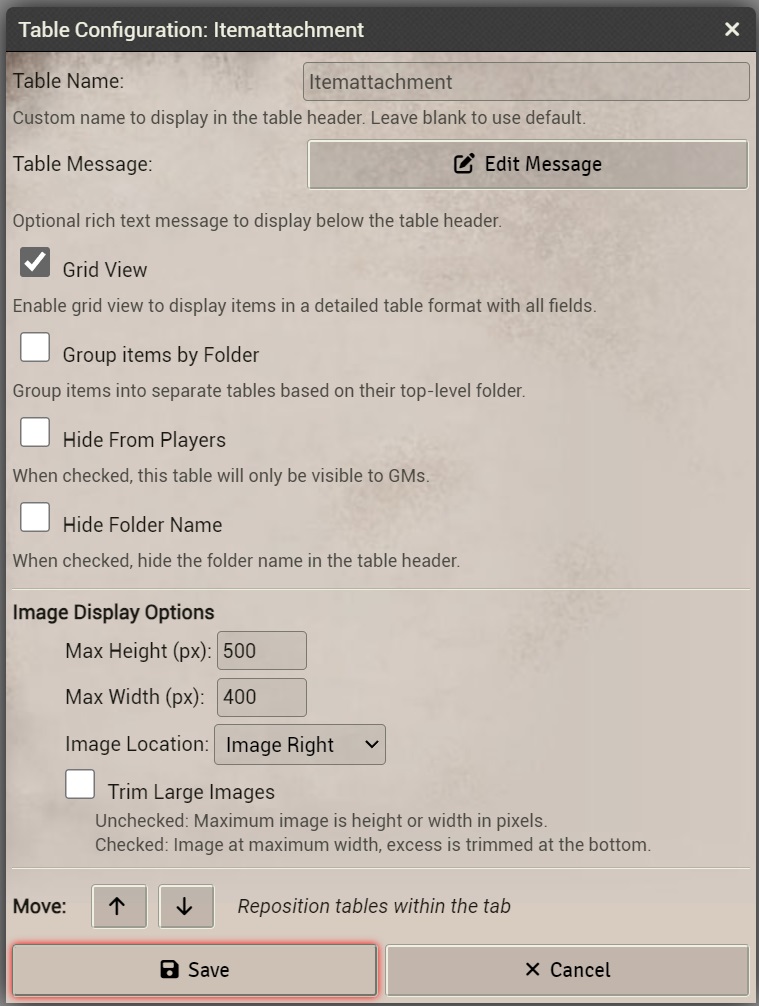 Table Configuration: Itemattachment
Table Name:
Itemattachment
Custom name to display in the table header. Leave blank to use default.
Table Message:
Edit Message
Optional rich text message to display below the table header.
Grid View
Enable grid view to display items in a detailed table format with all fields.
Group items by Folder
Group items into separate tables based on their top-level folder.
Hide From Players
When checked, this table will only be visible to GMs.
Hide Folder Name
When checked, hide the folder name in the table header.
Image Display Options
Max Height (px): 500
Max Width (px): 400
Image Location: Image Right
Trim Large Images
Unchecked: Maximum image is height or width in pixels.
Checked: Image at maximum width, excess is trimmed at the bottom.
Move: Reposition tables within the tab
Save
Cancel